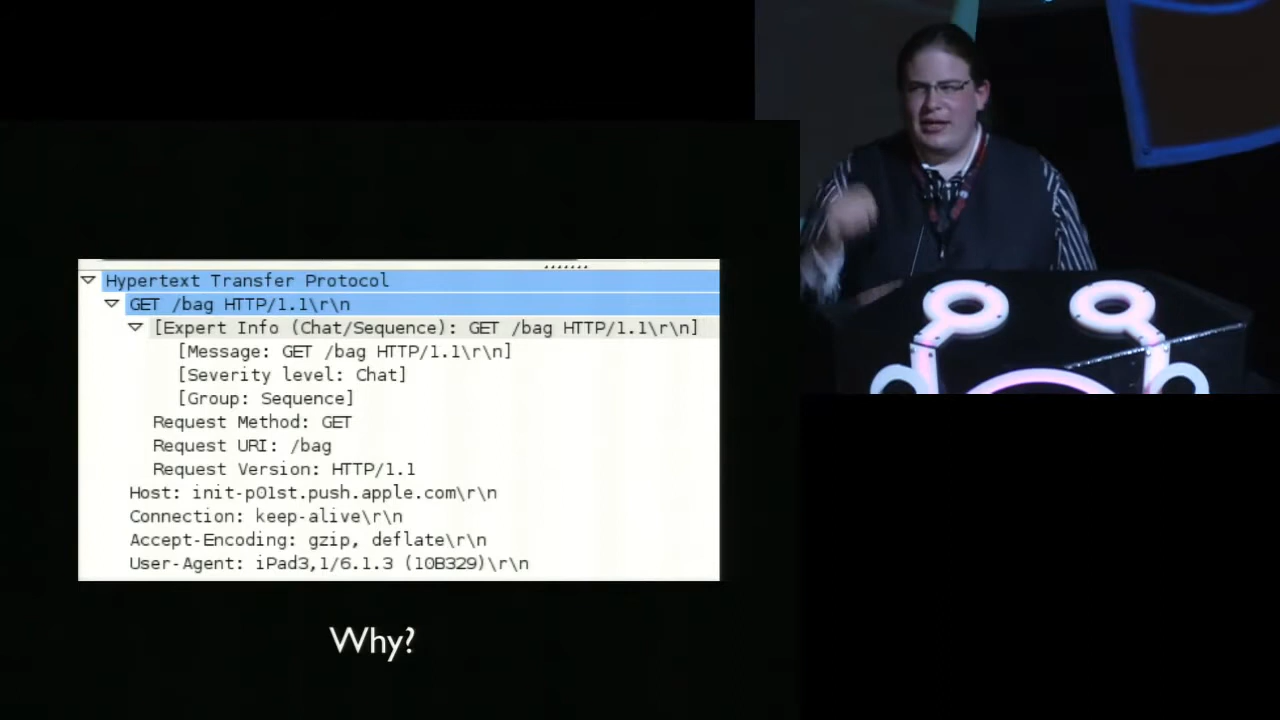 Hypertext Transfer Protocol
GET /bag HTTP/1.1\r\n
[Expert Info (Chat/Sequence): GET /bag HTTP/1.1\r\n]
[Message: GET /bag HTTP/1.1\r\n]
[Severity level: Chat]
[Group: Sequence]
Request Method: GET
Request URI: /bag
Request Version: HTTP/1.1
Host: init-p01st.push.apple.com\r\n
Connection: keep-alive\r\n
Accept-Encoding: gzip, deflate\r\n
User-Agent: iPad3,1/6.1.3 (10B329)\r\n
Why?